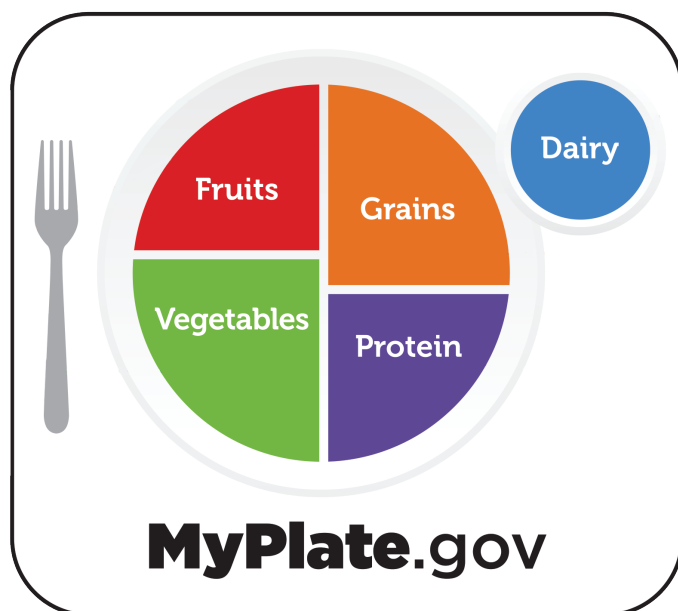 Fruits
Grains
Dairy
Vegetables
Protein
MyPlate.gov